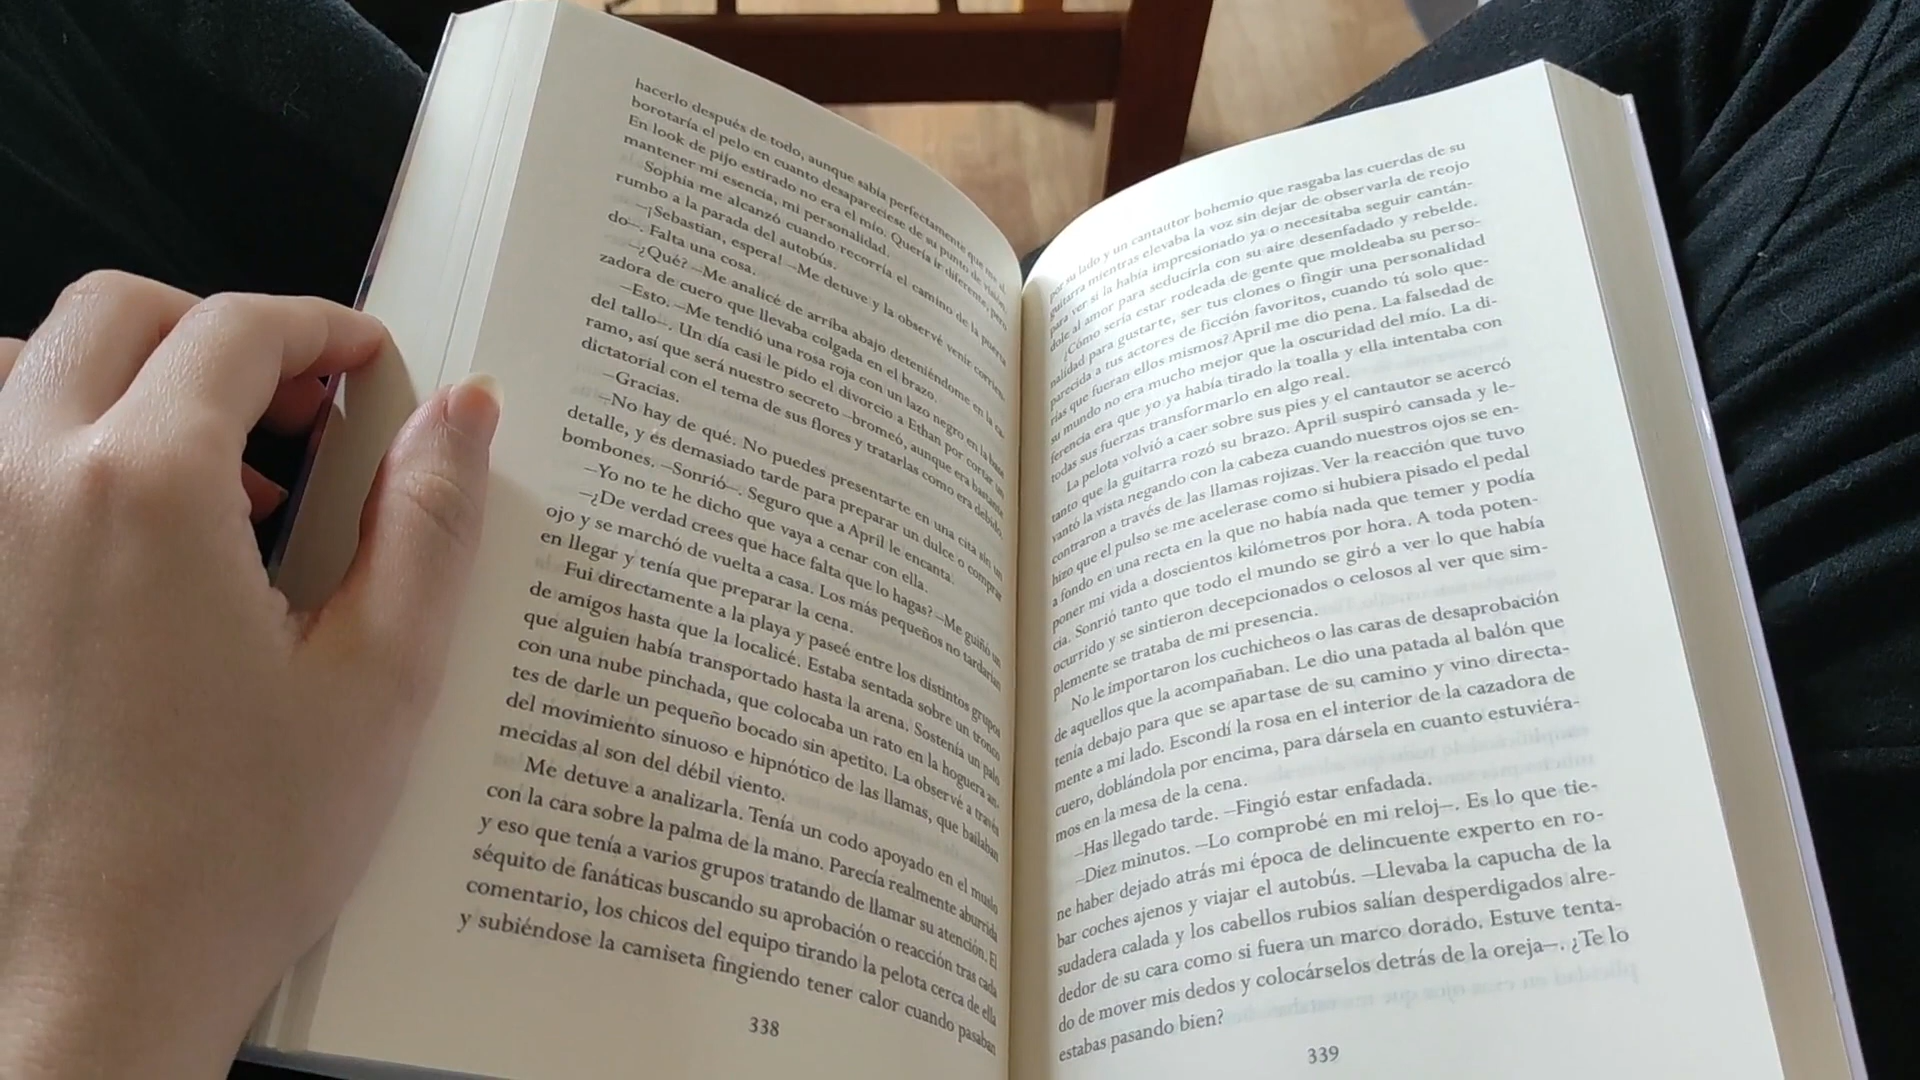 hacerlo después de todo, aunque sabía perfectamente que me al-
borotaría el pelo en cuanto desapareciese de su punto de visión.
En look de pijo estirado no era el mío. Quería ir diferente, pero
mantener mi esencia, mi personalidad.
Sophia me alcanzó cuando recorría el camino de la puerta
rumbo a la parada del autobús.
—¡Sebastian, espera! —Me detuve y la observé venir corrien-
do—. Falta una cosa.
—¿Qué? —Me analicé de arriba abajo deteniéndome en la ca-
zadora de cuero que llevaba colgada en el brazo.
—Esto. —Me tendió una rosa roja con un lazo negro en la base
del tallo—. Un día casi le pido el divorcio a Ethan por cortar un
ramo, así que será nuestro secreto —bromeó, aunque era bastante
dictatorial con el tema de sus flores y tratarlas como era debido.
—Gracias.
—No hay de qué. No puedes presentarte en una cita sin un
detalle, y es demasiado tarde para preparar un dulce o comprar
bombones. —Sonrió—. Seguro que a April le encanta.
—Yo no te he dicho que vaya a cenar con ella.
—¿De verdad crees que hace falta que lo hagas? —Me guiñó un
ojo y se marchó de vuelta a casa. Los más pequeños no tardarían
en llegar y tenía que preparar la cena.
Fui directamente a la playa y paseé entre los distintos grupos
de amigos hasta que la localicé. Estaba sentada sobre un tronco
que alguien había transportado hasta la arena. Sostenía un palo
con una nube pinchada, que colocaba un rato en la hoguera an-
tes de darle un pequeño bocado sin apetito. La observé a través
del movimiento sinuoso e hipnótico de las llamas, que bailaban
mecidas al son del débil viento.
Me detuve a analizarla. Tenía un codo apoyado en el muslo
con la cara sobre la palma de la mano. Parecía realmente aburrida
y eso que tenía a varios grupos tratando de llamar su atención. El
séquito de fanáticas buscando su aprobación o reacción tras cada
comentario, los chicos del equipo tirando la pelota cerca de ella
y subiéndose la camiseta fingiendo tener calor cuando pasaban
338
por su lado y un cantautor bohemio que rasgaba las cuerdas de su
guitarra mientras elevaba la voz sin dejar de observarla de reojo
para ver si la había impresionado ya o necesitaba seguir cantán-
dole al amor para seducirla con su aire desenfadado y rebelde.
¿Cómo sería estar rodeada de gente que moldeaba su perso-
nalidad para gustarte, ser tus clones o fingir una personalidad
parecida a tus actores de ficción favoritos, cuando tú solo que-
rías que fueran ellos mismos? April me dio pena. La falsedad de
su mundo no era mucho mejor que la oscuridad del mío. La di-
ferencia era que yo ya había tirado la toalla y ella intentaba con
todas sus fuerzas transformarlo en algo real.
La pelota volvió a caer sobre sus pies y el cantautor se acercó
tanto que la guitarra rozó su brazo. April suspiró cansada y le-
vantó la vista negando con la cabeza cuando nuestros ojos se en-
contraron a través de las llamas rojizas. Ver la reacción que tuvo
hizo que el pulso se me acelerase como si hubiera pisado el pedal
a fondo en una recta en la que no había nada que temer y podía
poner mi vida a doscientos kilómetros por hora. A toda poten-
cia. Sonrió tanto que todo el mundo se giró a ver lo que había
ocurrido y se sintieron decepcionados o celosos al ver que sim-
plemente se trataba de mi presencia.
No le importaron los cuchicheos o las caras de desaprobación
de aquellos que la acompañaban. Le dio una patada al balón que
tenía debajo para que se apartase de su camino y vino directa-
mente a mi lado. Escondí la rosa en el interior de la cazadora de
cuero, doblándola por encima, para dársela en cuanto estuviéra-
mos en la mesa de la cena.
—Has llegado tarde. —Fingió estar enfadada.
—Diez minutos. —Lo comprobé en mi reloj—. Es lo que tie-
ne haber dejado atrás mi época de delincuente experto en ro-
bar coches ajenos y viajar el autobús. —Llevaba la capucha de la
sudadera calada y los cabellos rubios salían desperdigados alre-
dedor de su cara como si fuera un marco dorado. Estuve tenta-
do de mover mis dedos y colocárselos detrás de la oreja—. ¿Te lo
estabas pasando bien?
339